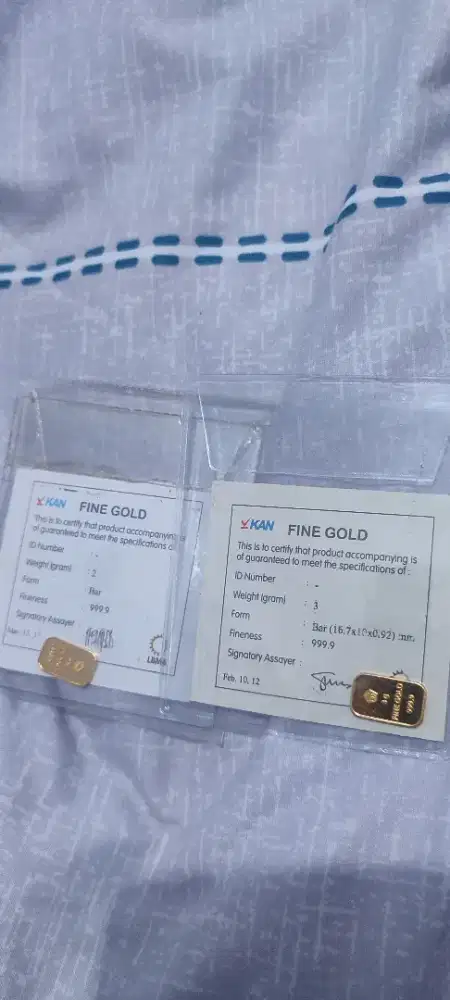 KAN FINE GOLD
This is to certify that product accompanying is
of guaranteed to meet the specifications of
ID Number -
Weight (gram) : 2
Form Bar
Fineness 999.9
Signatory Assayer
KAN FINE GOLD
This is to certify that product accompanying is
of guaranteed to meet the specifications of :
ID Number : -
Weight (gram) : 3
Form : Bar (16.7x10x0.92) mm
Fineness : 999.9
Signatory Assayer :
Feb. 10, 12
3g
FINE GOLD
999.9